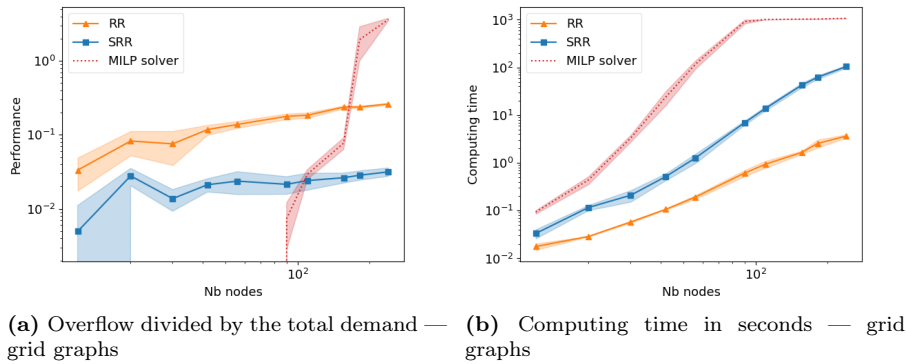 RR
SRR
MILP solver
Performance
10⁰
10⁻¹
10⁻²
10²
Nb nodes
(a) Overflow divided by the total demand —
grid graphs
RR
SRR
MILP solver
Computing time
10³
10²
10¹
10⁰
10⁻¹
10⁻²
10²
Nb nodes
(b) Computing time in seconds — grid
graphs